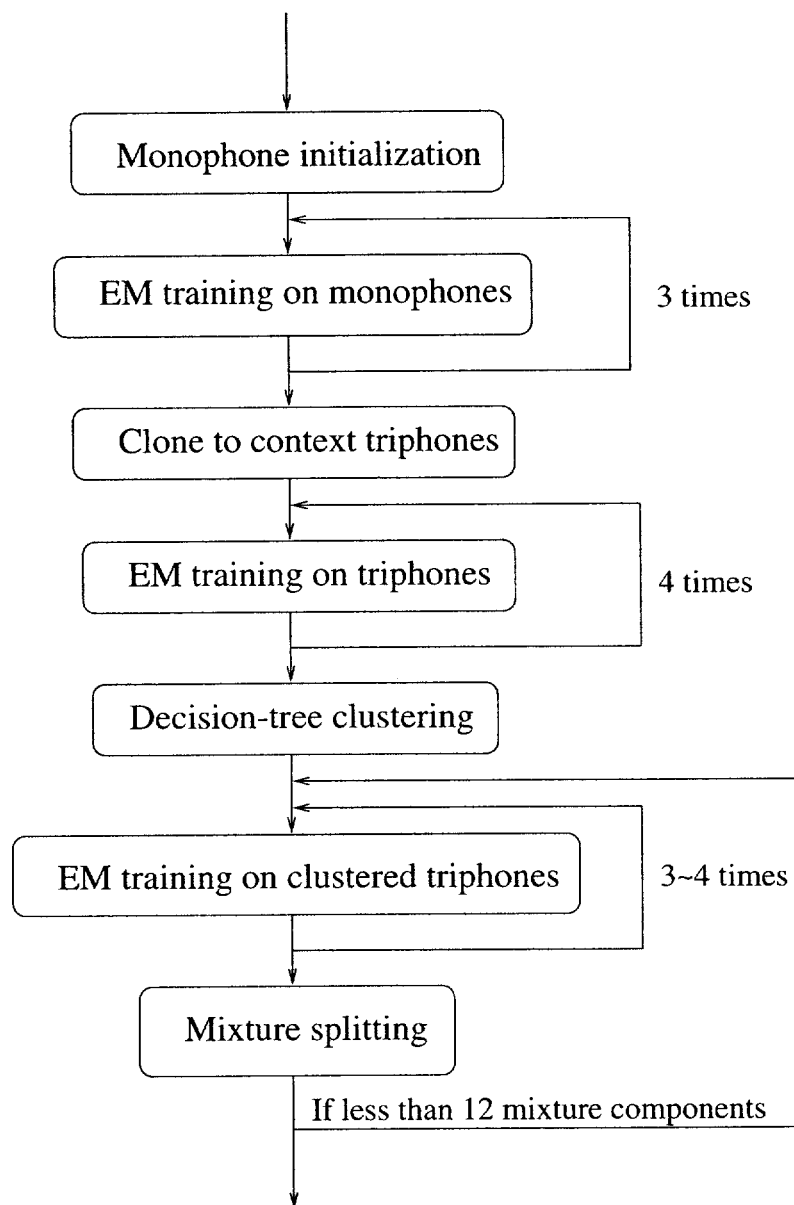 Monophone initialization
EM training on monophones
3 times
Clone to context triphones
EM training on triphones
4 times
Decision-tree clustering
EM training on clustered triphones
3~4 times
Mixture splitting
If less than 12 mixture components